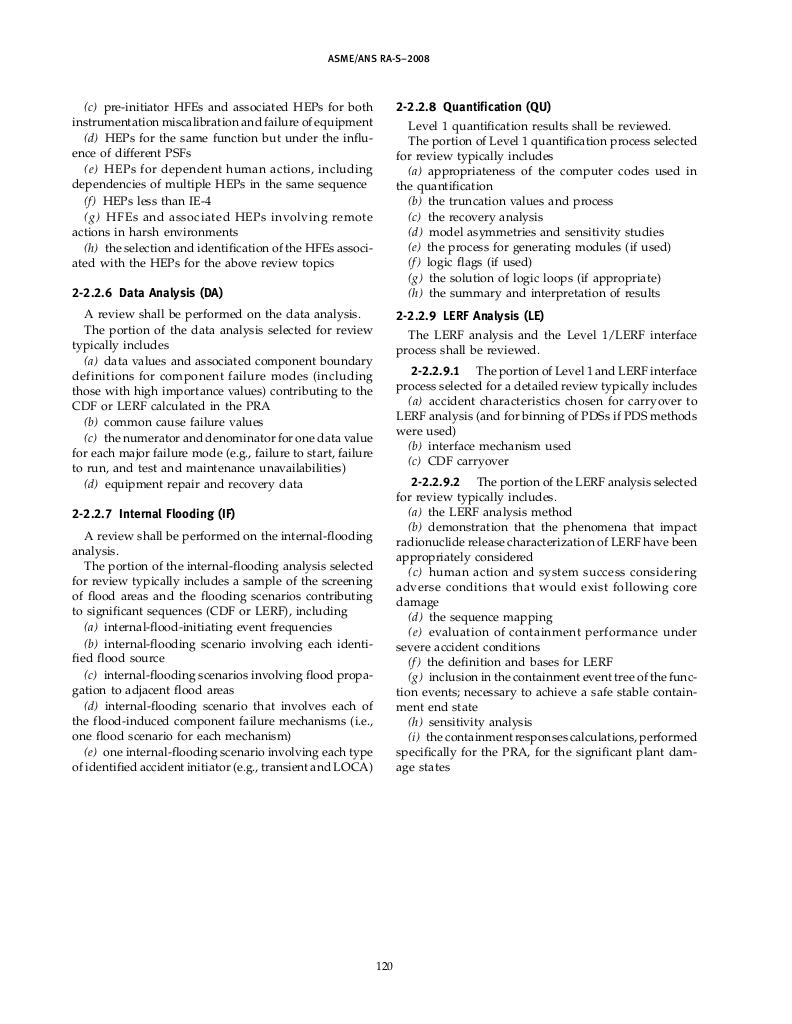 ASME/ANS RA-S–2008
(c) pre-initiator HFEs and associated HEPs for both
instrumentation miscalibration and failure of equipment
(d) HEPs for the same function but under the influ-
ence of different PSFs
(e) HEPs for dependent human actions, including
dependencies of multiple HEPs in the same sequence
(f) HEPs less than IE-4
(g) HFEs and associated HEPs involving remote
actions in harsh environments
(h) the selection and identification of the HFEs associ-
ated with the HEPs for the above review topics
2-2.2.6 Data Analysis (DA)
A review shall be performed on the data analysis.
The portion of the data analysis selected for review
typically includes
(a) data values and associated component boundary
definitions for component failure modes (including
those with high importance values) contributing to the
CDF or LERF calculated in the PRA
(b) common cause failure values
(c) the numerator and denominator for one data value
for each major failure mode (e.g., failure to start, failure
to run, and test and maintenance unavailabilities)
(d) equipment repair and recovery data
2-2.2.7 Internal Flooding (IF)
A review shall be performed on the internal-flooding
analysis.
The portion of the internal-flooding analysis selected
for review typically includes a sample of the screening
of flood areas and the flooding scenarios contributing
to significant sequences (CDF or LERF), including
(a) internal-flood-initiating event frequencies
(b) internal-flooding scenario involving each identi-
fied flood source
(c) internal-flooding scenarios involving flood propa-
gation to adjacent flood areas
(d) internal-flooding scenario that involves each of
the flood-induced component failure mechanisms (i.e.,
one flood scenario for each mechanism)
(e) one internal-flooding scenario involving each type
of identified accident initiator (e.g., transient and LOCA)
2-2.2.8 Quantification (QU)
Level 1 quantification results shall be reviewed.
The portion of Level 1 quantification process selected
for review typically includes
(a) appropriateness of the computer codes used in
the quantification
(b) the truncation values and process
(c) the recovery analysis
(d) model asymmetries and sensitivity studies
(e) the process for generating modules (if used)
(f) logic flags (if used)
(g) the solution of logic loops (if appropriate)
(h) the summary and interpretation of results
2-2.2.9 LERF Analysis (LE)
The LERF analysis and the Level 1/LERF interface
process shall be reviewed.
2-2.2.9.1 The portion of Level 1 and LERF interface
process selected for a detailed review typically includes
(a) accident characteristics chosen for carryover to
LERF analysis (and for binning of PDSs if PDS methods
were used)
(b) interface mechanism used
(c) CDF carryover
2-2.2.9.2 The portion of the LERF analysis selected
for review typically includes.
(a) the LERF analysis method
(b) demonstration that the phenomena that impact
radionuclide release characterization of LERF have been
appropriately considered
(c) human action and system success considering
adverse conditions that would exist following core
damage
(d) the sequence mapping
(e) evaluation of containment performance under
severe accident conditions
(f) the definition and bases for LERF
(g) inclusion in the containment event tree of the func-
tion events; necessary to achieve a safe stable contain-
ment end state
(h) sensitivity analysis
(i) the containment responses calculations, performed
specifically for the PRA, for the significant plant dam-
age states
120